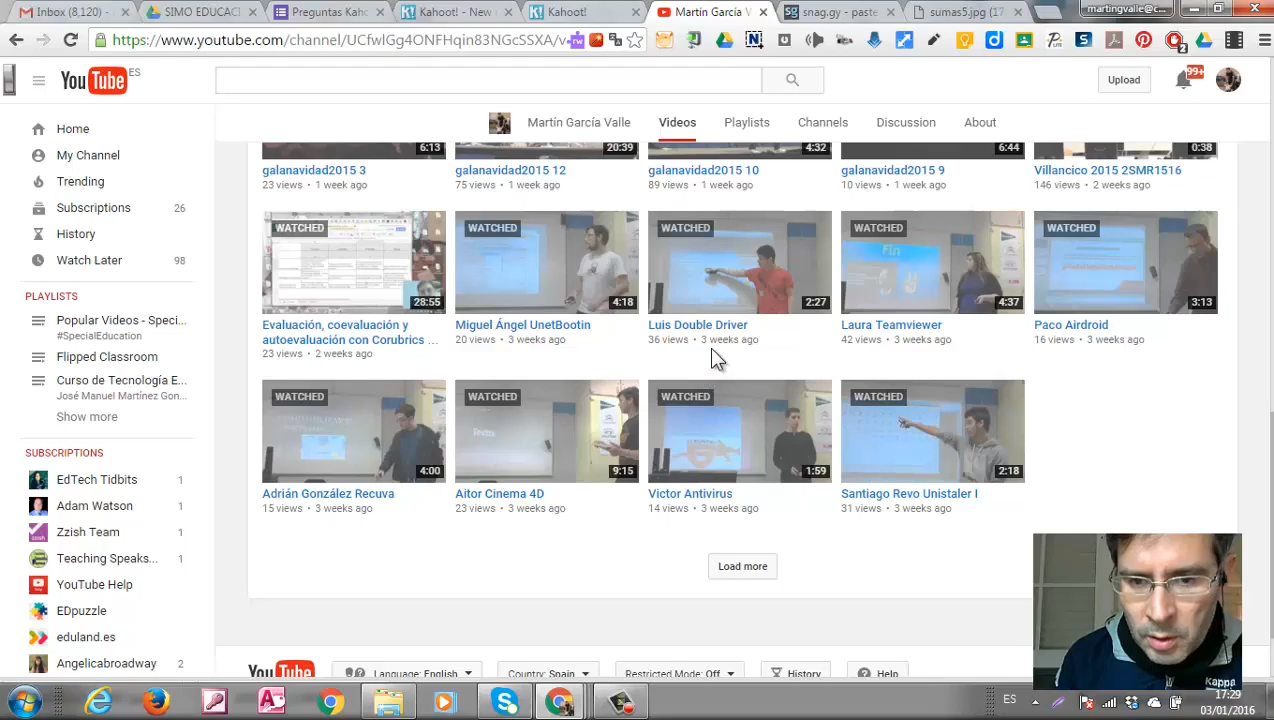 Inbox (8,120) -
SIMO EDUCACI
Preguntas Kaho
Kahoot! - New
Kahoot!
Martín García V
snag.gy - paste
sumas5.jpg (17
martingvalle@c...
https://www.youtube.com/channel/UCfwlGg4ONFHqin83NGcSSXA/v
YouTube ES
Upload
99+
Home
My Channel
Trending
Subscriptions 26
History
Watch Later 98
PLAYLISTS
Popular Videos - Speci...
#SpecialEducation
Flipped Classroom
Curso de Tecnología E...
José Manuel Martínez Gon...
Show more
SUBSCRIPTIONS
EdTech Tidbits 1
Adam Watson 1
Zzish Team 1
Teaching Speaks... 1
YouTube Help
EDpuzzle
eduland.es
Angelicabroadway 2
Martín García Valle
Videos
Playlists
Channels
Discussion
About
6:13
20:39
4:32
6:44
0:38
galanavidad2015 3
galanavidad2015 12
galanavidad2015 10
galanavidad2015 9
Villancico 2015 2SMR1516
23 views • 1 week ago
75 views • 1 week ago
89 views • 1 week ago
10 views • 1 week ago
146 views • 2 weeks ago
WATCHED
WATCHED
WATCHED
WATCHED
WATCHED
Fin
28:55
4:18
2:27
4:37
3:13
Evaluación, coevaluación y
autoevaluación con Corubrics ...
23 views • 2 weeks ago
Miguel Ángel UnetBootin
20 views • 3 weeks ago
Luis Double Driver
36 views • 3 weeks ago
Laura Teamviewer
42 views • 3 weeks ago
Paco Airdroid
16 views • 3 weeks ago
WATCHED
WATCHED
WATCHED
WATCHED
4:00
9:15
1:59
2:18
Adrián González Recuva
15 views • 3 weeks ago
Aitor Cinema 4D
23 views • 3 weeks ago
Victor Antivirus
14 views • 3 weeks ago
Santiago Revo Unistaler I
31 views • 3 weeks ago
Load more
YouTube
Language: English
Country: Spain
Restricted Mode: Off
History
Help
Kappa
ES
17:29
03/01/2016